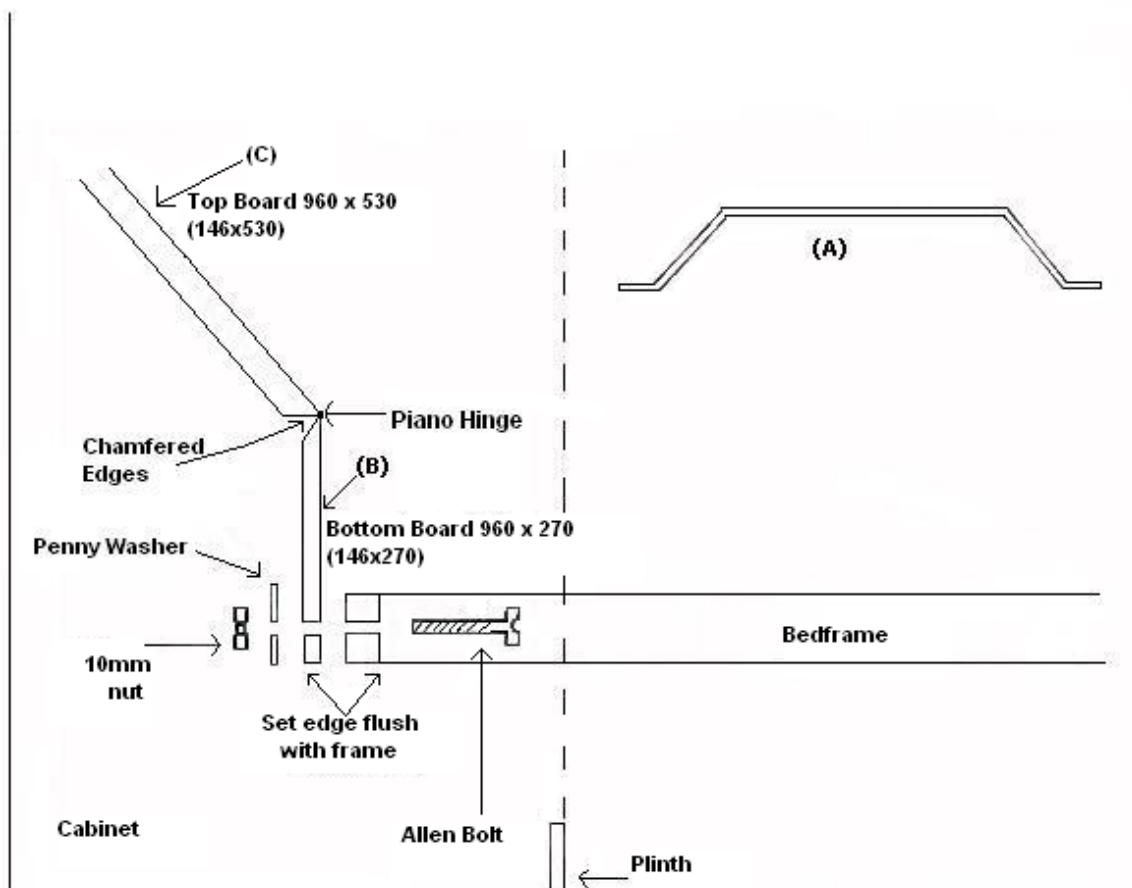 (C)
Top Board 960 x 530
(146x530)
(A)
Piano Hinge
Chamfered
Edges
(B)
Bottom Board 960 x 270
(146x270)
Penny Washer
Bedframe
10mm
nut
Set edge flush
with frame
Cabinet
Allen Bolt
Plinth